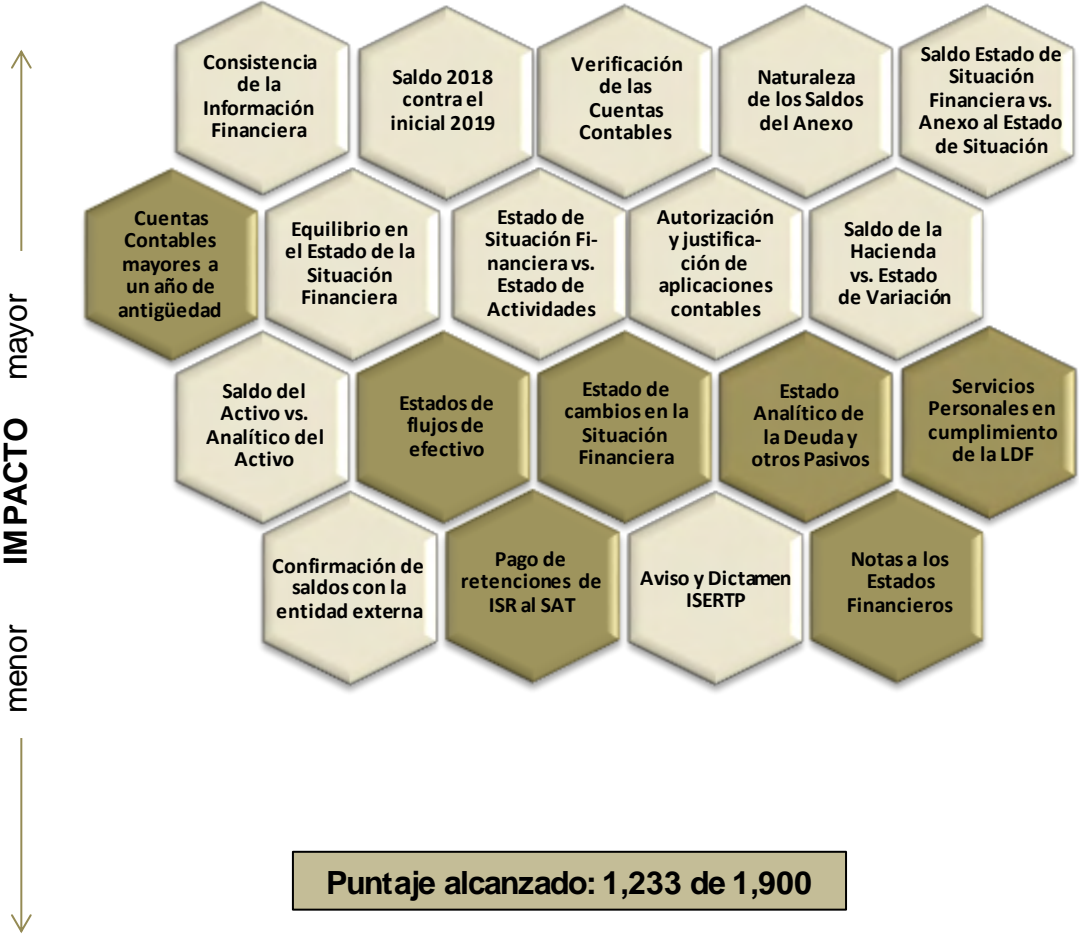 Consistencia
de la
Información
Financiera
Saldo 2018
contra el
inicial 2019
Verificación
de las
Cuentas
Contables
Naturaleza
de los Saldos
del Anexo
Saldo Estado de
Situación
Financiera vs.
Anexo al Estado
de Situación
Cuentas
Contables
mayores a
un año de
antigüedad
Equilibrio en
el Estado de la
Situación
Financiera
Estado de
Situación Fi-
nanciera vs.
Estado de
Actividades
Autorización
y justifica-
ción de
aplicaciones
contables
Saldo de la
Hacienda
vs. Estado
de Variación
Saldo del
Activo vs.
Analítico del
Activo
Estados de
flujos de
efectivo
Estado de
cambios en la
Situación
Financiera
Estado
Analítico de
la Deuda y
otros Pasivos
Servicios
Personales en
cumplimiento
de la LDF
Confirmación de
saldos con la
entidad externa
Pago de
retenciones de
ISR al SAT
Aviso y Dictamen
ISERTP
Notas a los
Estados
Financieros
menor IMPACTO mayor
Puntaje alcanzado: 1,233 de 1,900